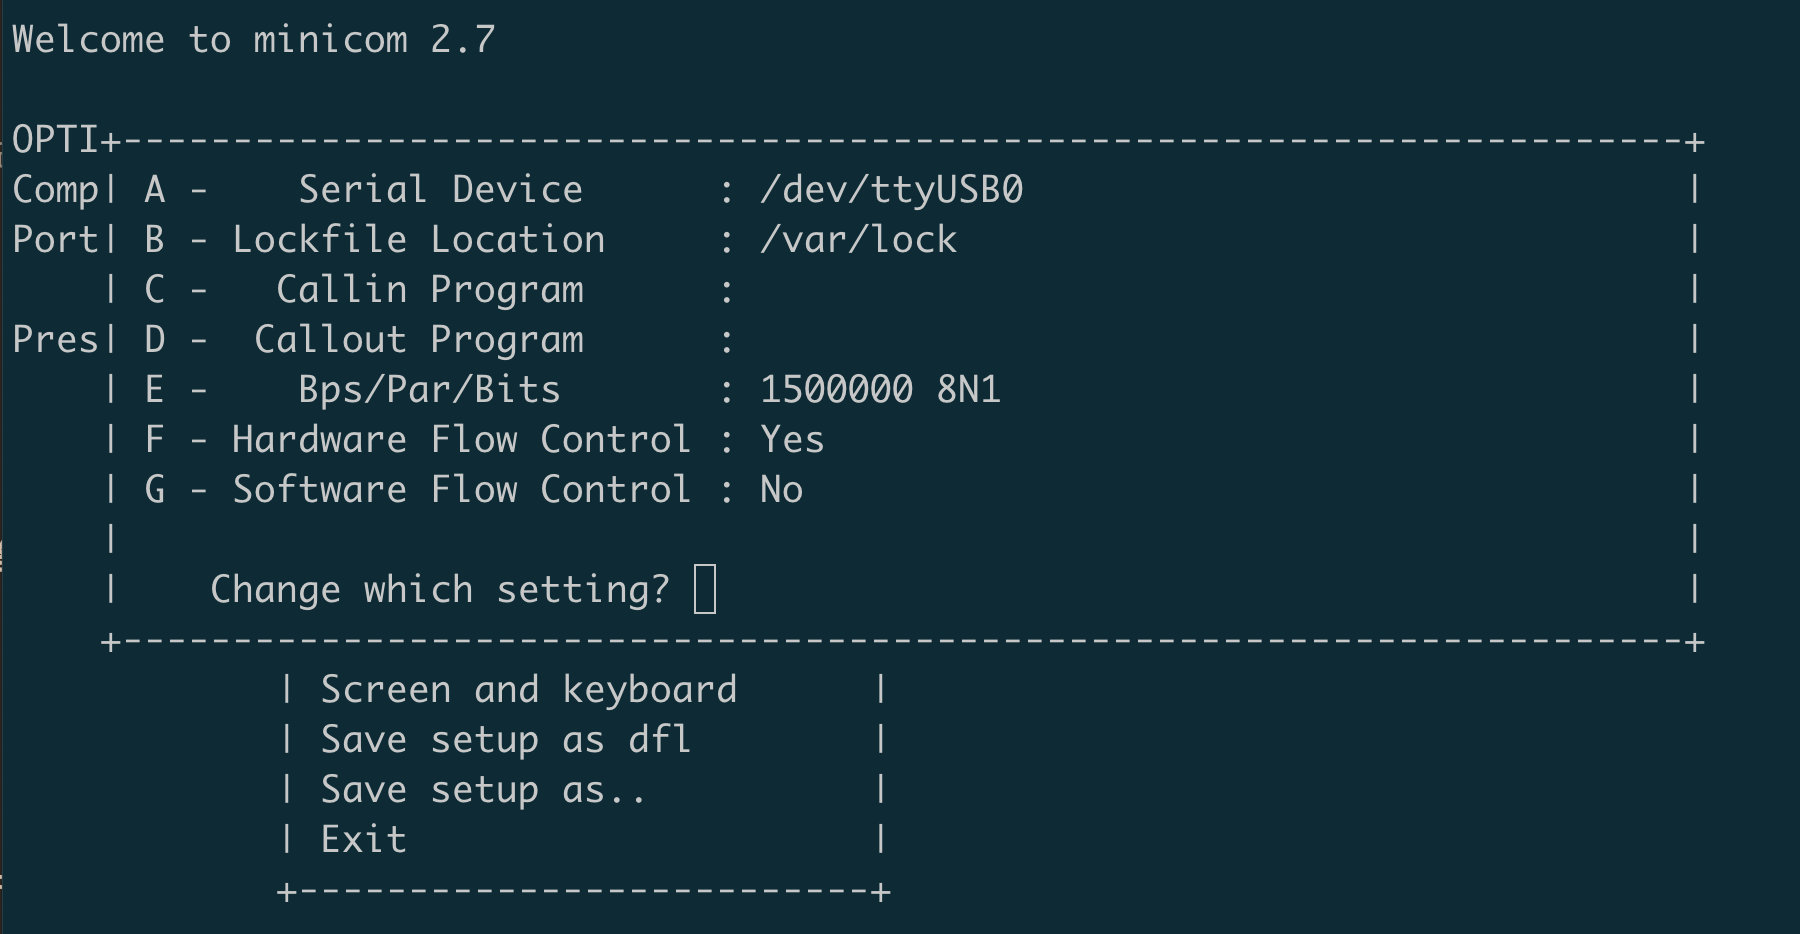 Welcome to minicom 2.7
OPTI+-----------------------------------------------------------------------+
Comp| A -    Serial Device      : /dev/ttyUSB0                              |
Port| B - Lockfile Location     : /var/lock                                 |
    | C -   Callin Program      :                                           |
Pres| D -  Callout Program      :                                           |
    | E -    Bps/Par/Bits       : 1500000 8N1                               |
    | F - Hardware Flow Control : Yes                                       |
    | G - Software Flow Control : No                                        |
    |                                                                       |
    |    Change which setting?                                              |
    +-----------------------------------------------------------------------+
            | Screen and keyboard      |
            | Save setup as dfl        |
            | Save setup as..          |
            | Exit                     |
            +--------------------------+